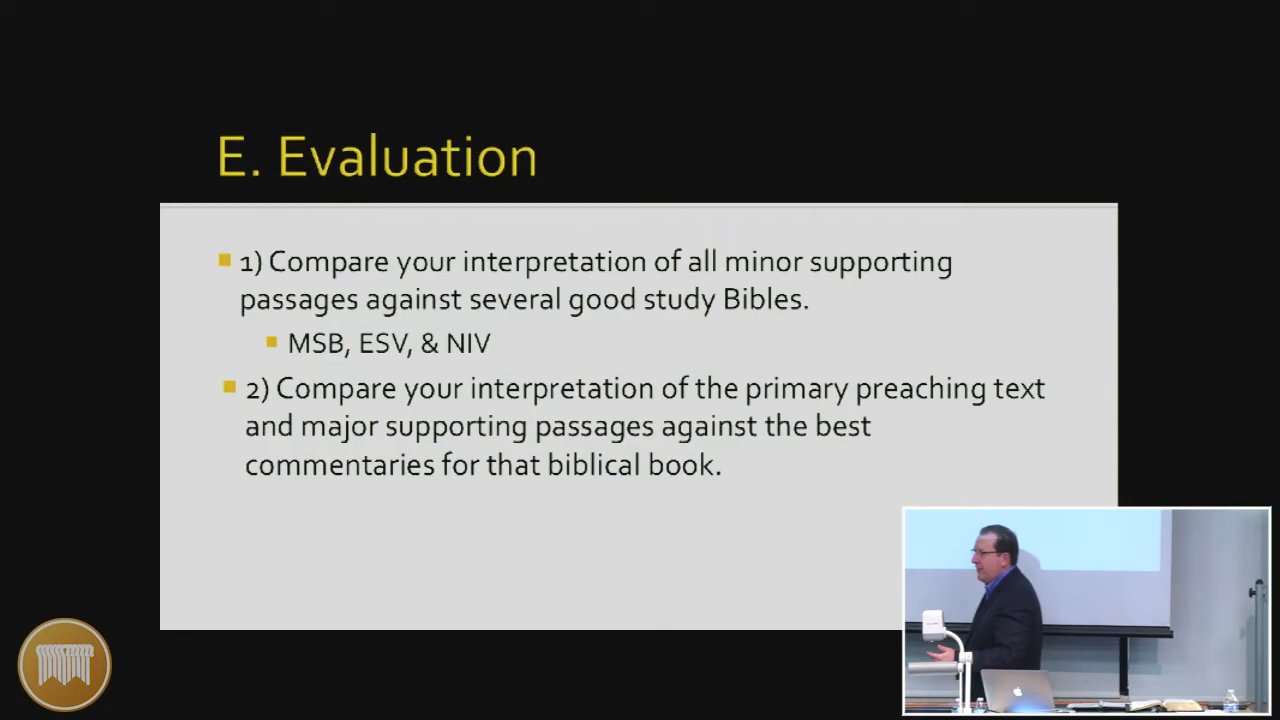 E. Evaluation
1) Compare your interpretation of all minor supporting
passages against several good study Bibles.
MSB, ESV, & NIV
2) Compare your interpretation of the primary preaching text
and major supporting passages against the best
commentaries for that biblical book.